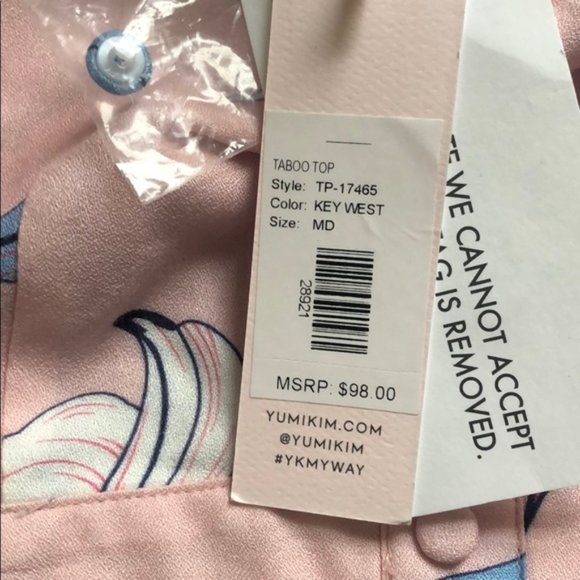 TABOO TOP
Style: TP-17465
Color: KEY WEST
Size: MD
28921
MSRP: $98.00
YUMIKIM.COM
@YUMIKIM
#YKMYWAY
WE CANNOT ACCEPT
IS REMOVED.